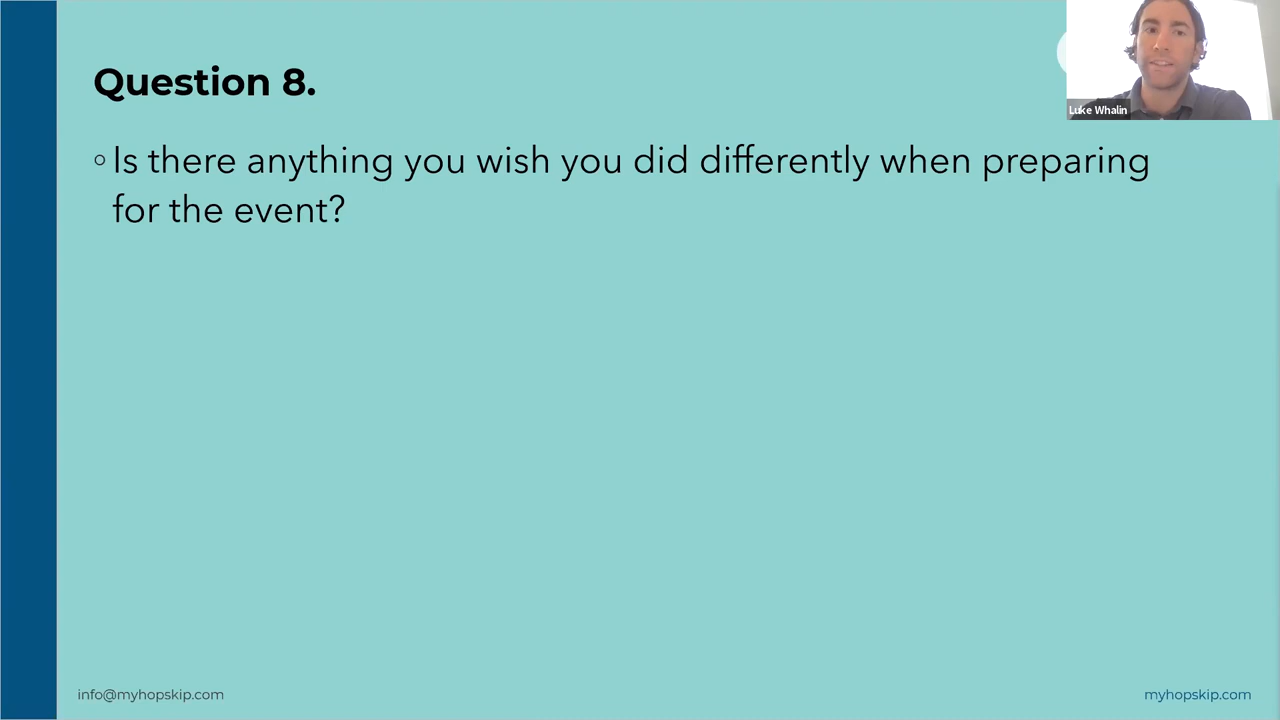 Question 8.
Luke Whalin
Is there anything you wish you did differently when preparing
for the event?
info@myhopskip.com
myhopskip.com